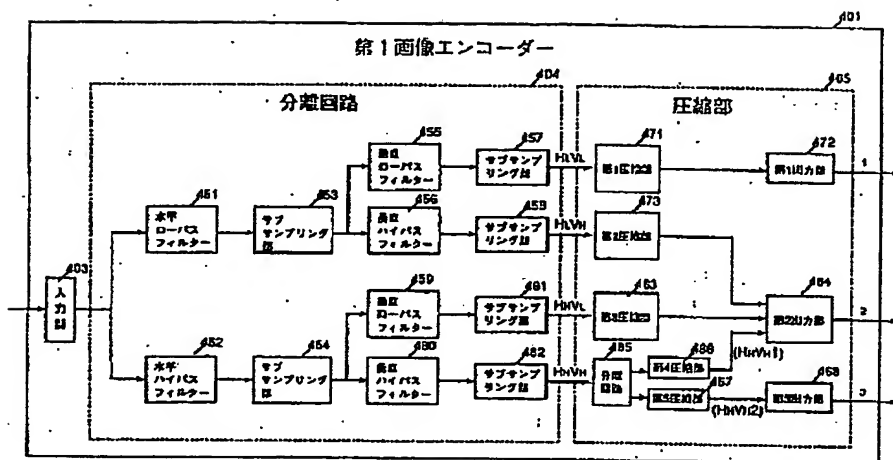 401
第1画像エンコーダー
404
405
分離回路
圧縮部
455
垂直
ローパス
フィルター
457
サブサンプ
リング部
HLVL
471
第1圧縮部
472
第1出力部
1
451
水平
ローパス
フィルター
453
サブ
サンプリング
部
456
垂直
ハイパス
フィルター
458
サブサンプ
リング部
HLVH
473
第2圧縮部
403
入
力
部
459
垂直
ローパス
フィルター
461
サブサンプ
リング部
HHVL
463
第3圧縮部
464
第2出力部
2
452
水平
ハイパス
フィルター
454
サブ
サンプリング
部
460
垂直
ハイパス
フィルター
462
サブサンプ
リング部
HHVH
465
分離
回路
466
第4圧縮部
(HHVH1)
467
第5圧縮部
(HHVH2)
468
第3出力部
3